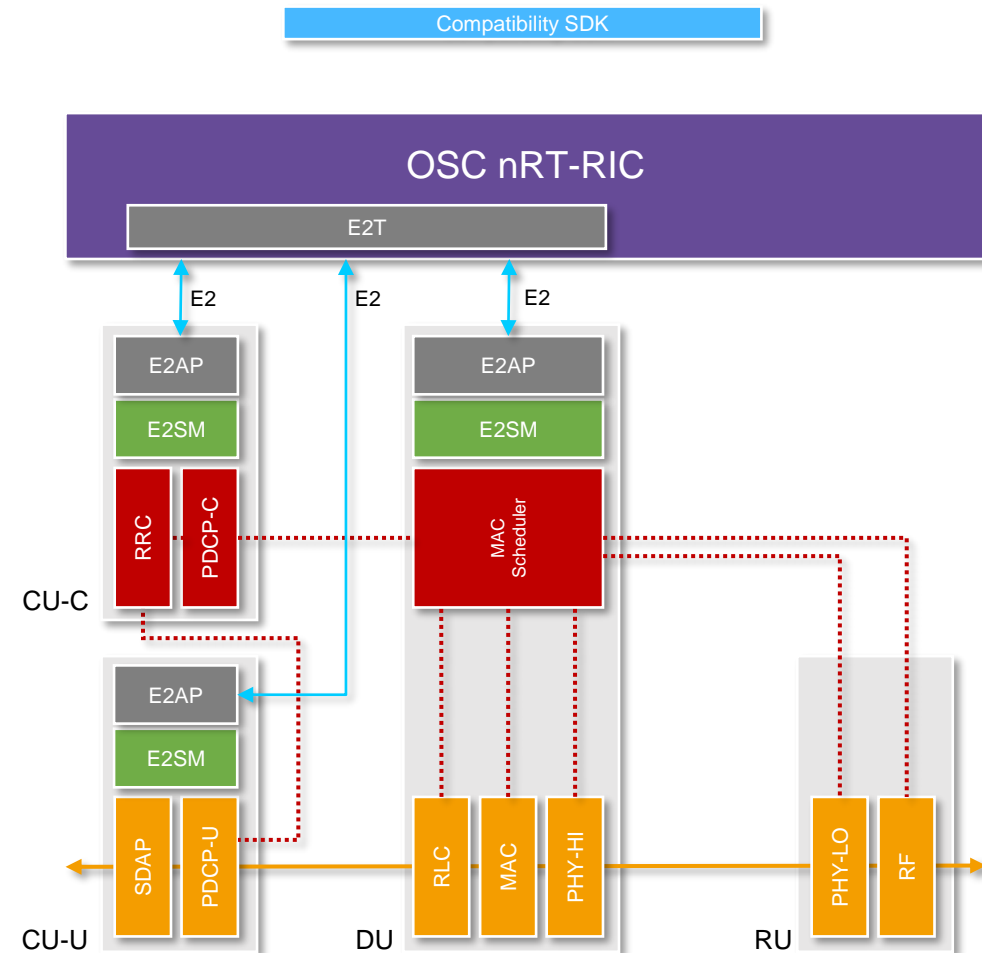 Compatibility SDK
OSC nRT-RIC
E2T
E2
E2
E2
E2AP
E2AP
E2SM
E2SM
RRC
PDCP-C
MAC
Scheduler
CU-C
E2AP
E2SM
SDAP
PDCP-U
RLC
MAC
PHY-HI
PHY-LO
RF
CU-U
DU
RU